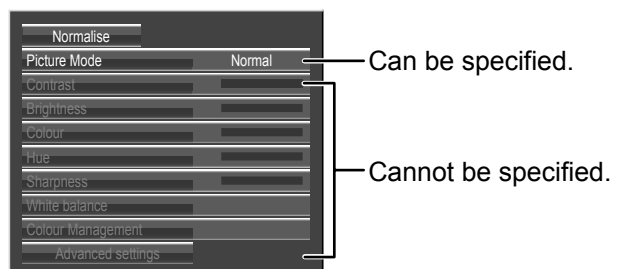 Normalise
Picture Mode Normal
Can be specified.
Contrast
Brightness
Colour
Hue
Cannot be specified.
Sharpness
White balance
Colour Management
Advanced settings